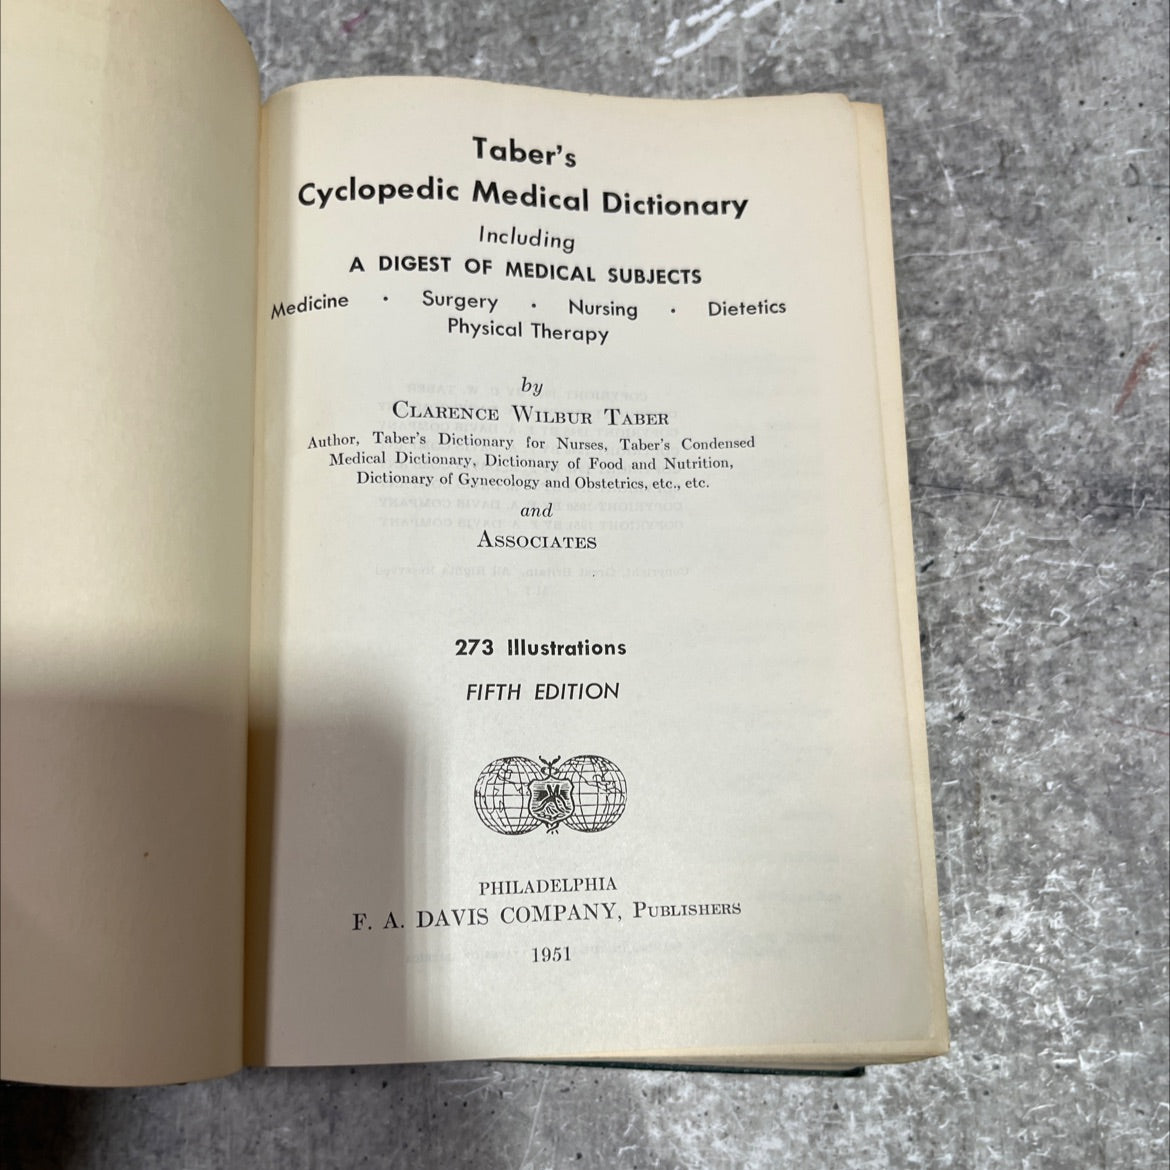 Taber's
Cyclopedic Medical Dictionary
Including
A DIGEST OF MEDICAL SUBJECTS
Medicine • Surgery • Nursing • Dietetics
Physical Therapy
by
CLARENCE WILBUR TABER
Author, Taber's Dictionary for Nurses, Taber's Condensed
Medical Dictionary, Dictionary of Food and Nutrition,
Dictionary of Gynecology and Obstetrics, etc., etc.
and
ASSOCIATES
273 Illustrations
FIFTH EDITION
PHILADELPHIA
F. A. DAVIS COMPANY, PUBLISHERS
1951